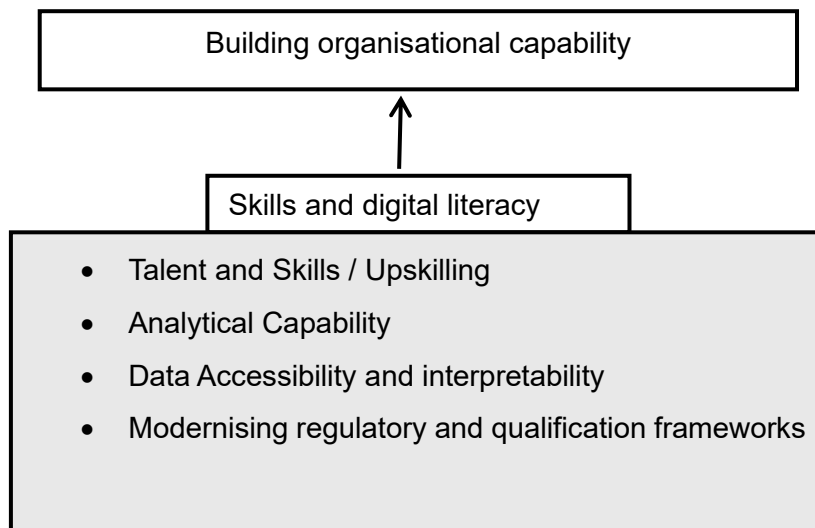 Building organisational capability
Skills and digital literacy
• Talent and Skills / Upskilling
• Analytical Capability
• Data Accessibility and interpretability
• Modernising regulatory and qualification frameworks